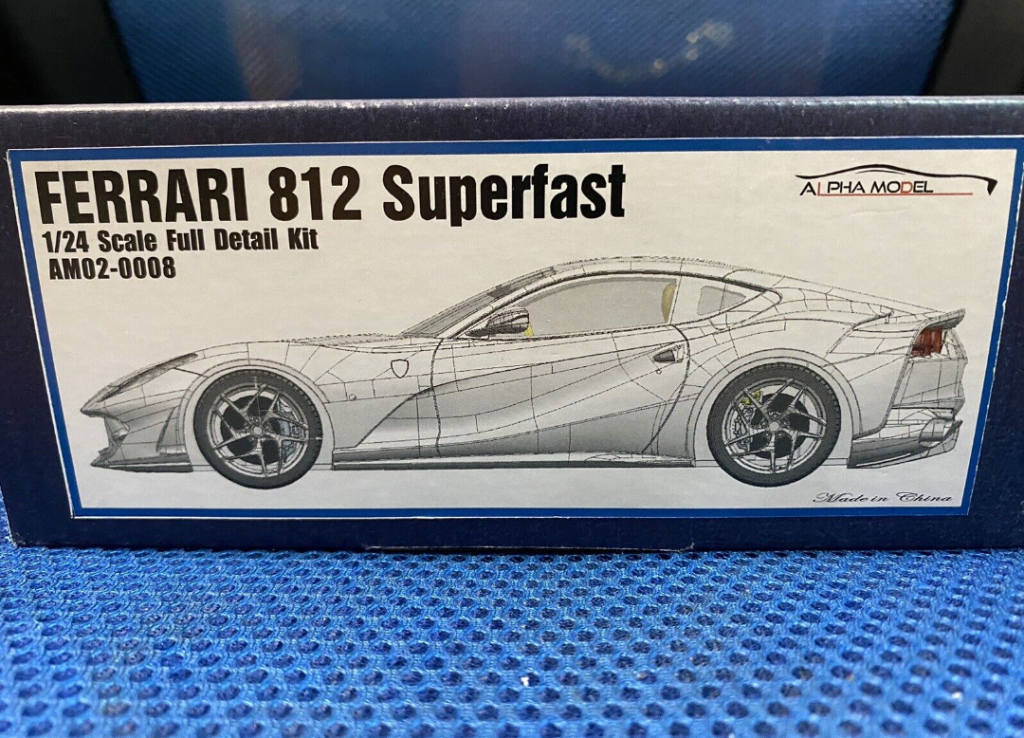 FERRARI 812 Superfast
1/24 Scale Full Detail Kit
AM02-0008
ALPHA MODEL
Made in China